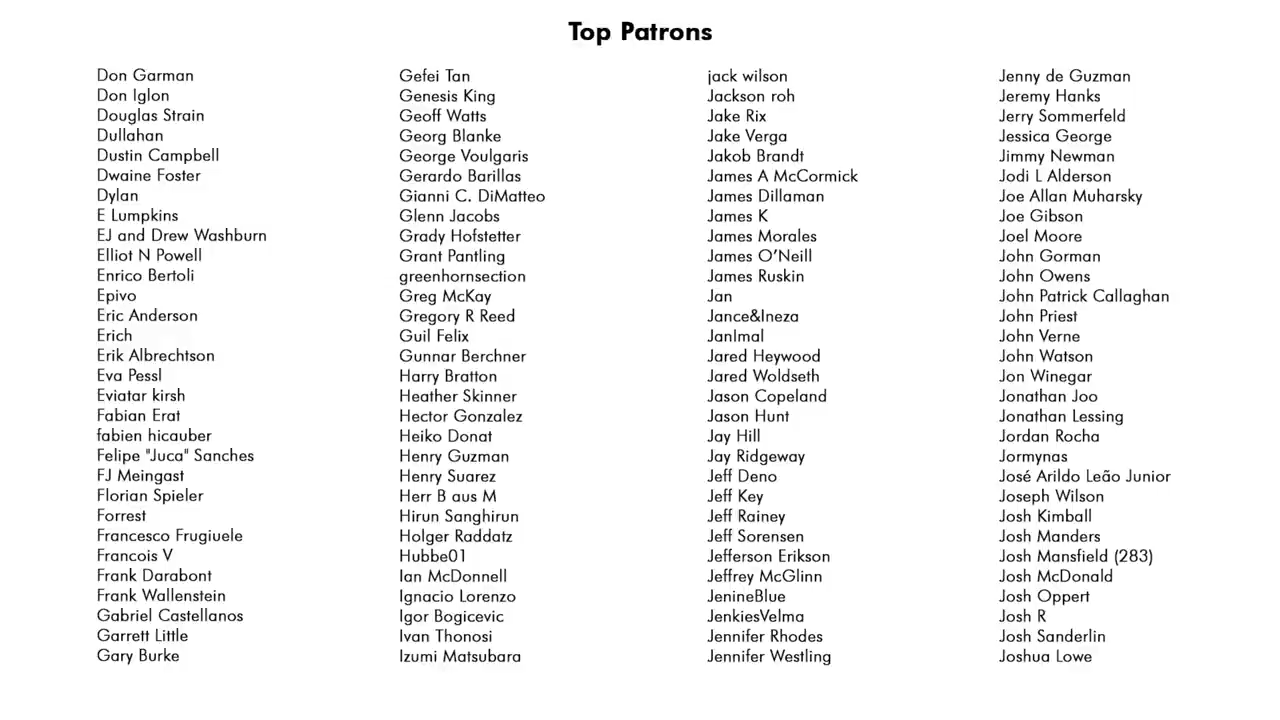 Top Patrons
Don Garman
Don Iglon
Douglas Strain
Dullahan
Dustin Campbell
Dwaine Foster
Dylan
E Lumpkins
EJ and Drew Washburn
Elliot N Powell
Enrico Bertoli
Epivo
Eric Anderson
Erich
Erik Albrechtson
Eva Pessl
Eviatar kirsh
Fabian Erat
fabien hicauber
Felipe "Juca" Sanches
FJ Meingast
Florian Spieler
Forrest
Francesco Frugiuele
Francois V
Frank Darabont
Frank Wallenstein
Gabriel Castellanos
Garrett Little
Gary Burke
Gefei Tan
Genesis King
Geoff Watts
Georg Blanke
George Voulgaris
Gerardo Barillas
Gianni C. DiMatteo
Glenn Jacobs
Grady Hofstetter
Grant Pantling
greenhornsection
Greg McKay
Gregory R Reed
Guil Felix
Gunnar Berchner
Harry Bratton
Heather Skinner
Hector Gonzalez
Heiko Donat
Henry Guzman
Henry Suarez
Herr B aus M
Hirun Sanghirun
Holger Raddatz
Hubbe01
Ian McDonnell
Ignacio Lorenzo
Igor Bogicevic
Ivan Thonosi
Izumi Matsubara
jack wilson
Jackson roh
Jake Rix
Jake Verga
Jakob Brandt
James A McCormick
James Dillaman
James K
James Morales
James O’Neill
James Ruskin
Jan
Jance&Ineza
JanImal
Jared Heywood
Jared Woldseth
Jason Copeland
Jason Hunt
Jay Hill
Jay Ridgeway
Jeff Deno
Jeff Key
Jeff Rainey
Jeff Sorensen
Jefferson Erikson
Jeffrey McGlinn
JenineBlue
JenkiesVelma
Jennifer Rhodes
Jennifer Westling
Jenny de Guzman
Jeremy Hanks
Jerry Sommerfeld
Jessica George
Jimmy Newman
Jodi L Alderson
Joe Allan Muharsky
Joe Gibson
Joel Moore
John Gorman
John Owens
John Patrick Callaghan
John Priest
John Verne
John Watson
Jon Winegar
Jonathan Joo
Jonathan Lessing
Jordan Rocha
Jormynas
José Arildo Leão Junior
Joseph Wilson
Josh Kimball
Josh Manders
Josh Mansfield (283)
Josh McDonald
Josh Oppert
Josh R
Josh Sanderlin
Joshua Lowe